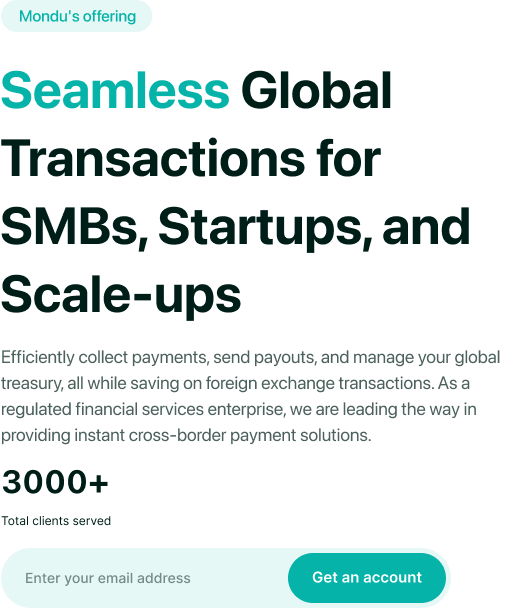 Mondu's offering
Seamless Global
Transactions for
SMBs, Startups, and
Scale-ups
Efficiently collect payments, send payouts, and manage your global
treasury, all while saving on foreign exchange transactions. As a
regulated financial services enterprise, we are leading the way in
providing instant cross-border payment solutions.
3000+
Total clients served
Enter your email address
Get an account